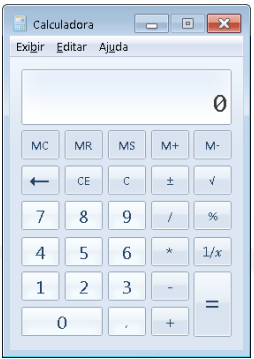 Calculadora
Exibir Editar Ajuda
0
MC MR MS M+ M-
← CE C ± √
7 8 9 / %
4 5 6 * 1/x
1 2 3 - =
0 , +